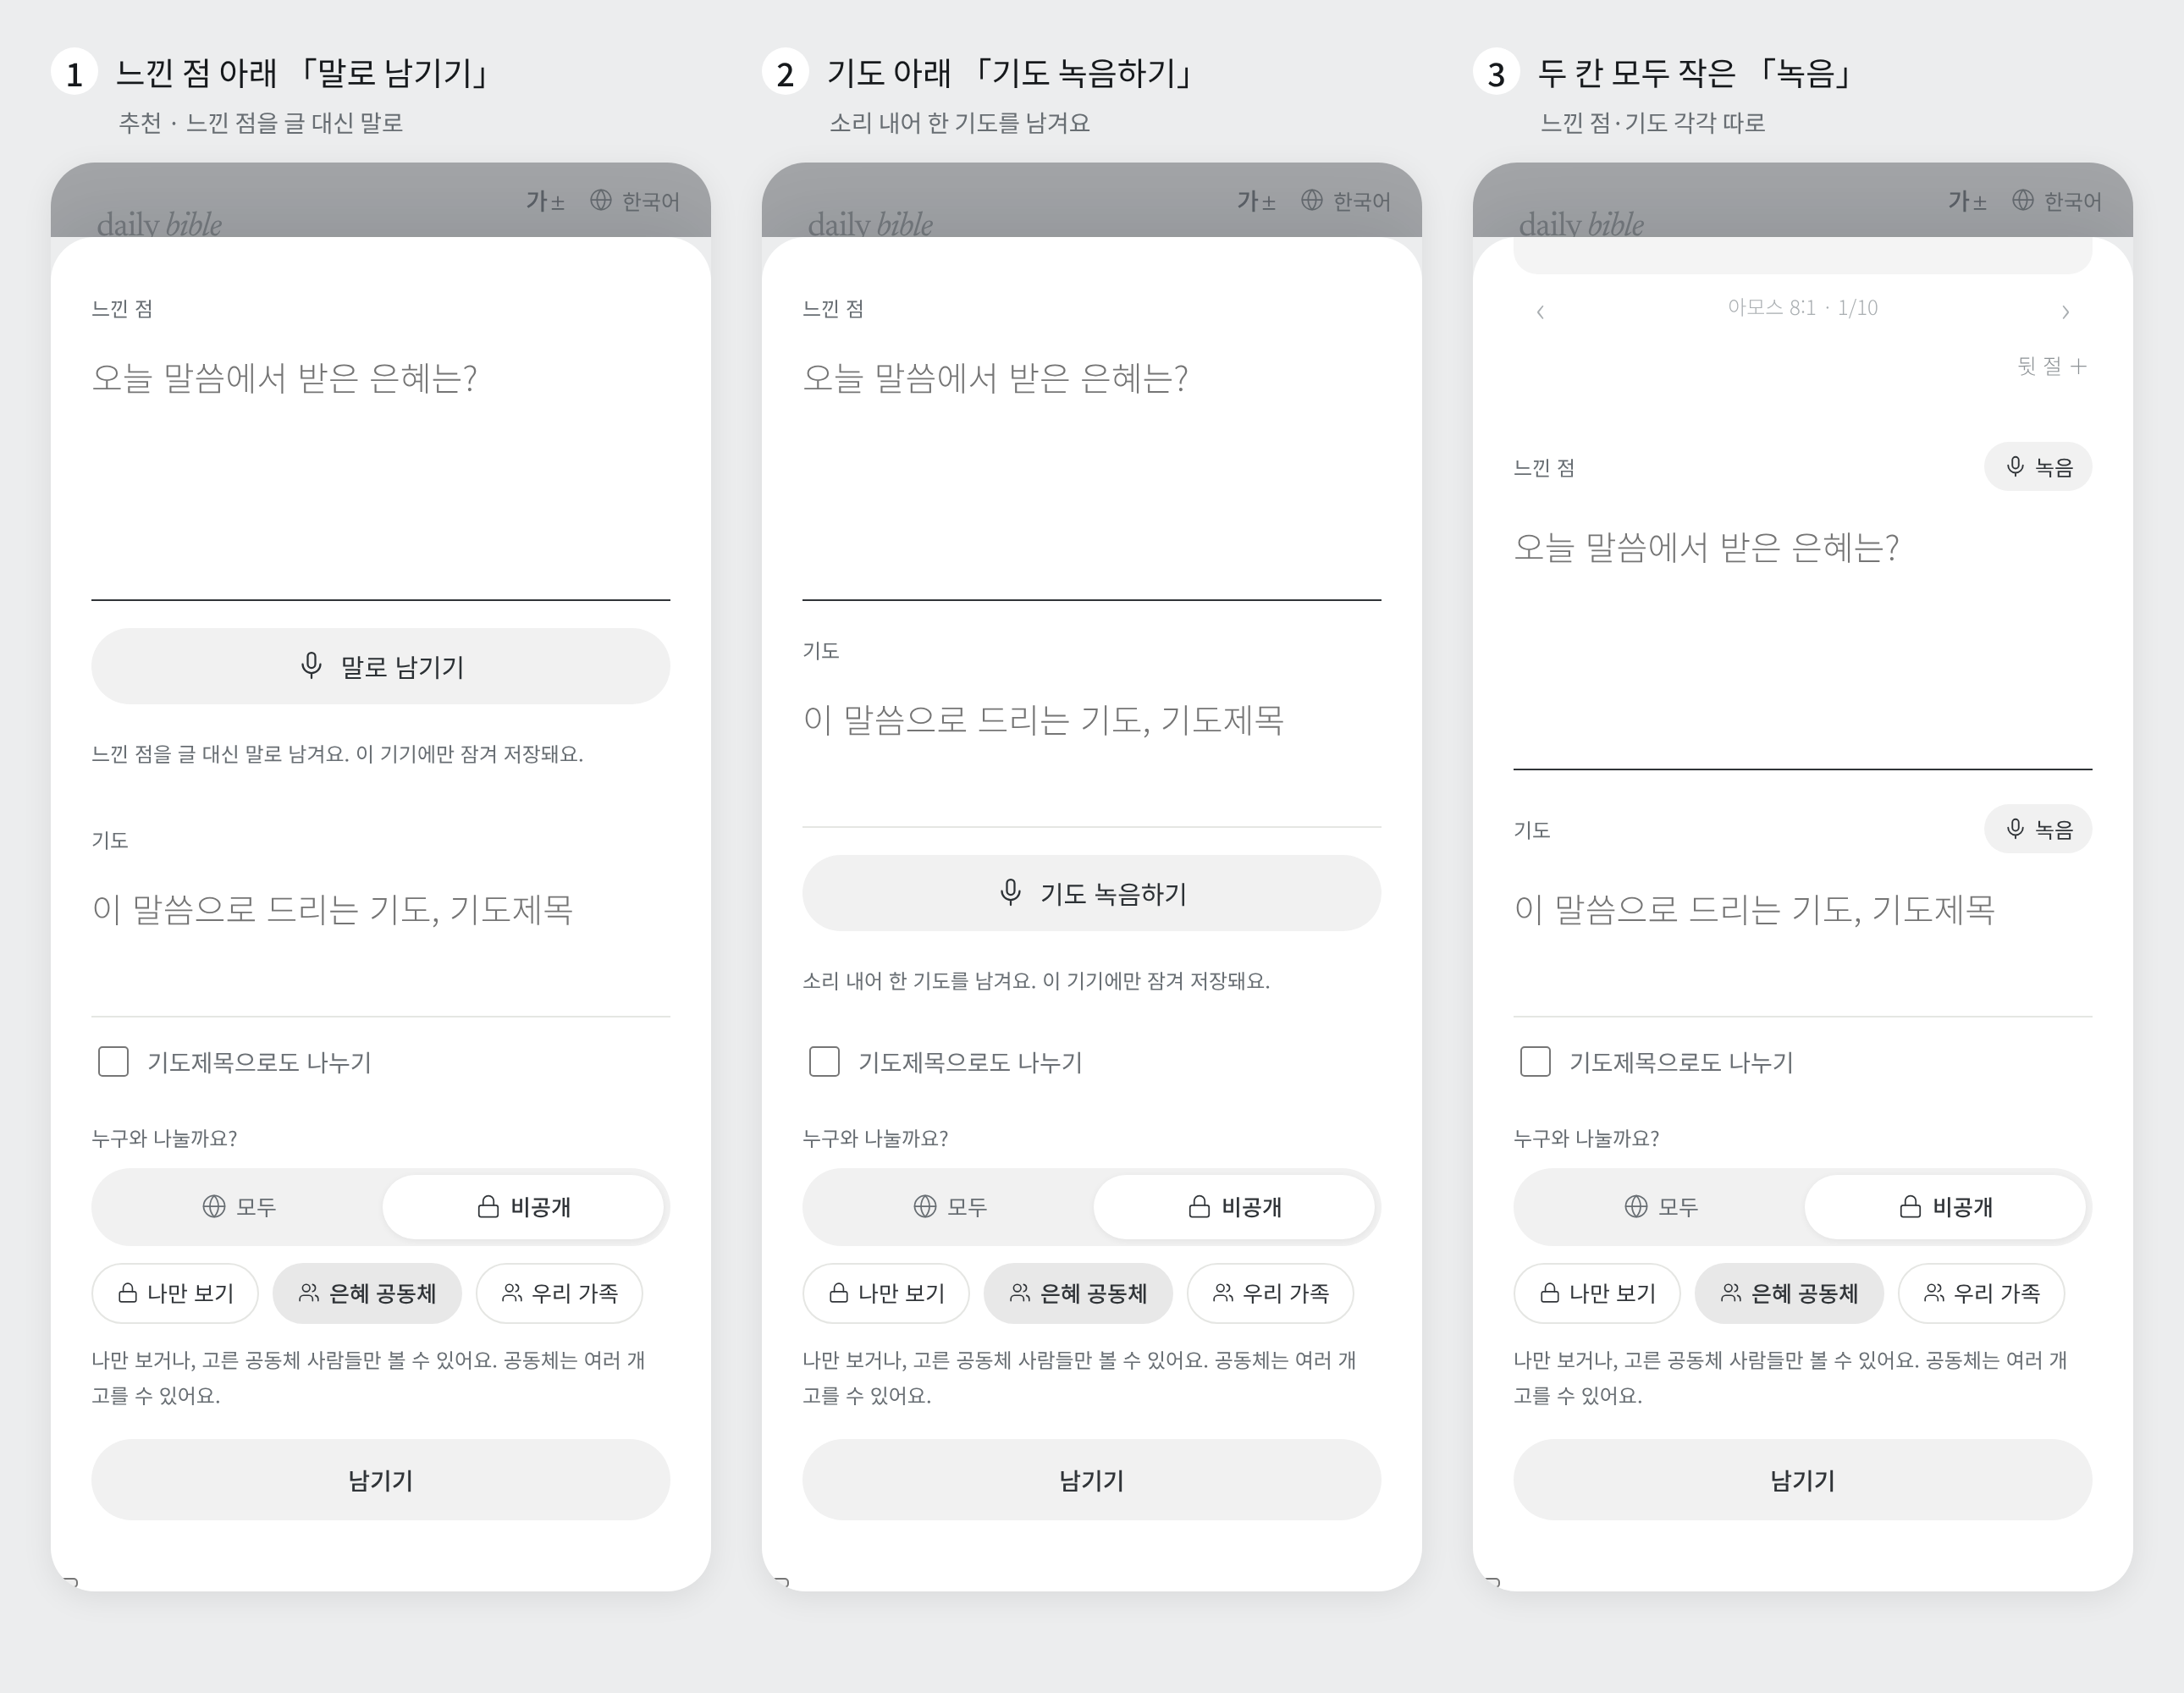 1 느낀 점 아래 「말로 남기기」
추천 · 느낀 점을 글 대신 말로
가± 한국어
daily bible
느낀 점
오늘 말씀에서 받은 은혜는?
말로 남기기
느낀 점을 글 대신 말로 남겨요. 이 기기에만 잠겨 저장돼요.
기도
이 말씀으로 드리는 기도, 기도제목
기도제목으로도 나누기
누구와 나눌까요?
모두 비공개
나만 보기 은혜 공동체 우리 가족
나만 보거나, 고른 공동체 사람들만 볼 수 있어요. 공동체는 여러 개
고를 수 있어요.
남기기
2 기도 아래 「기도 녹음하기」
소리 내어 한 기도를 남겨요
가± 한국어
daily bible
느낀 점
오늘 말씀에서 받은 은혜는?
기도
이 말씀으로 드리는 기도, 기도제목
기도 녹음하기
소리 내어 한 기도를 남겨요. 이 기기에만 잠겨 저장돼요.
기도제목으로도 나누기
누구와 나눌까요?
모두 비공개
나만 보기 은혜 공동체 우리 가족
나만 보거나, 고른 공동체 사람들만 볼 수 있어요. 공동체는 여러 개
고를 수 있어요.
남기기
3 두 칸 모두 작은 「녹음」
느낀 점·기도 각각 따로
가± 한국어
daily bible
‹ 아모스 8:1 · 1/10 ›
뒷 절 +
느낀 점 녹음
오늘 말씀에서 받은 은혜는?
기도 녹음
이 말씀으로 드리는 기도, 기도제목
기도제목으로도 나누기
누구와 나눌까요?
모두 비공개
나만 보기 은혜 공동체 우리 가족
나만 보거나, 고른 공동체 사람들만 볼 수 있어요. 공동체는 여러 개
고를 수 있어요.
남기기